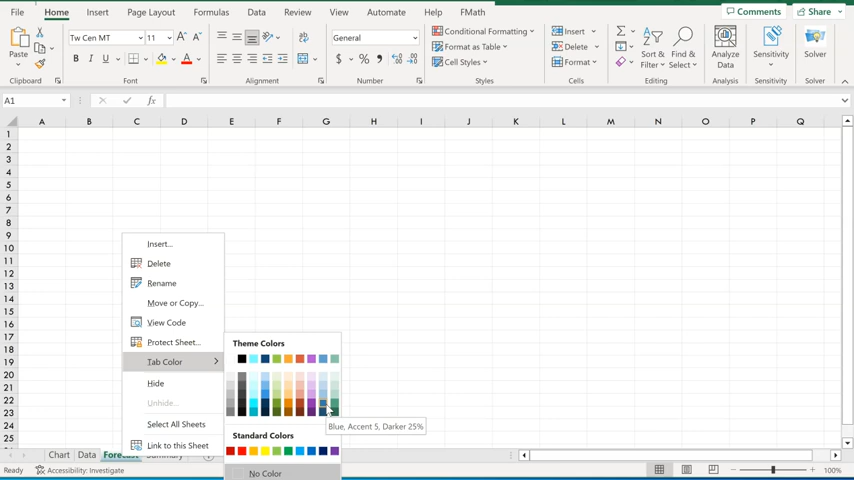 File Home Insert Page Layout Formulas Data Review View Automate Help FMath Comments Share
Tw Cen MT 11 A A ab General Conditional Formatting Insert Σ
Paste Format as Table Delete Sort & Find & Analyze Sensitivity Solver
B I U A $ % 9 Cell Styles Format Filter Select Data
Clipboard Font Alignment Number Styles Cells Editing Analysis Sensitivity Solver
A1 fx
A B C D E F G H I J K L M N O P Q
1
2
3
4
5
6
7
8
9
10
11
12
13
14
15
16
17
18
19
20
21
22
23
24
25
Insert...
Delete
Rename
Move or Copy...
View Code
Protect Sheet...
Tab Color
Hide
Unhide...
Select All Sheets
Link to this Sheet
Theme Colors
Blue, Accent 5, Darker 25%
Standard Colors
No Color
Chart Data Forecast Summary
Ready Accessibility: Investigate 100%